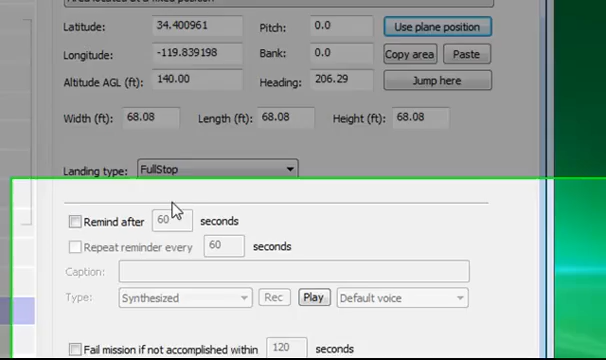 Latitude: 34.400961 Pitch: 0.0 Use plane position
Longitude: -119.839198 Bank: 0.0 Copy area Paste
Altitude AGL (ft): 140.00 Heading: 206.29 Jump here
Width (ft): 68.08 Length (ft): 68.08 Height (ft): 68.08
Landing type: FullStop
Remind after 60 seconds
Repeat reminder every 60 seconds
Caption:
Type: Synthesized Rec Play Default voice
Fail mission if not accomplished within 120 seconds